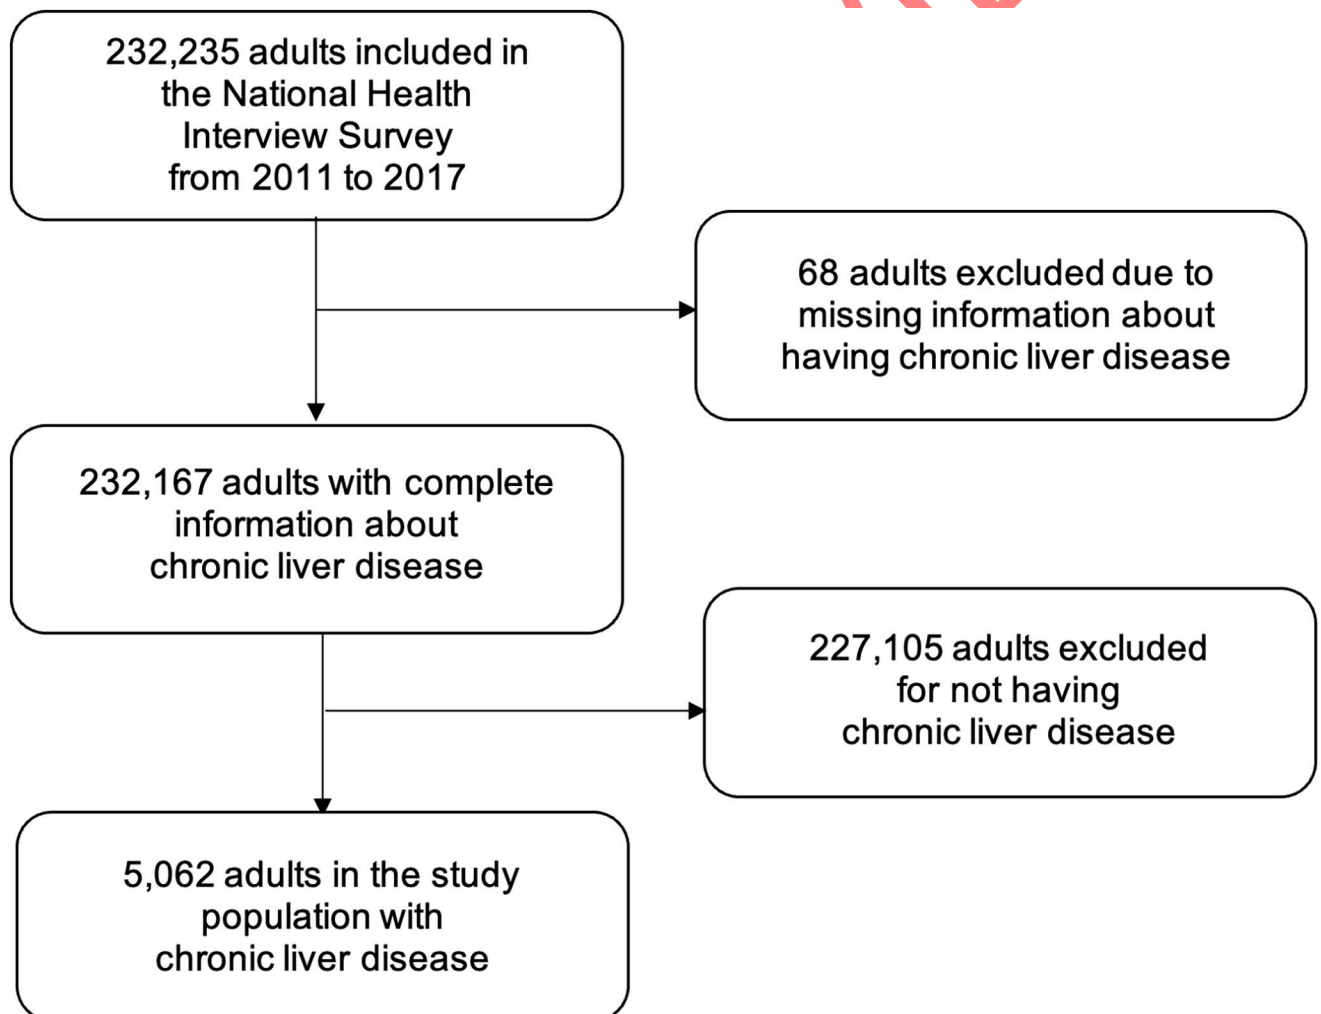 232,235 adults included in
the National Health
Interview Survey
from 2011 to 2017
68 adults excluded due to
missing information about
having chronic liver disease
232,167 adults with complete
information about
chronic liver disease
227,105 adults excluded
for not having
chronic liver disease
5,062 adults in the study
population with
chronic liver disease